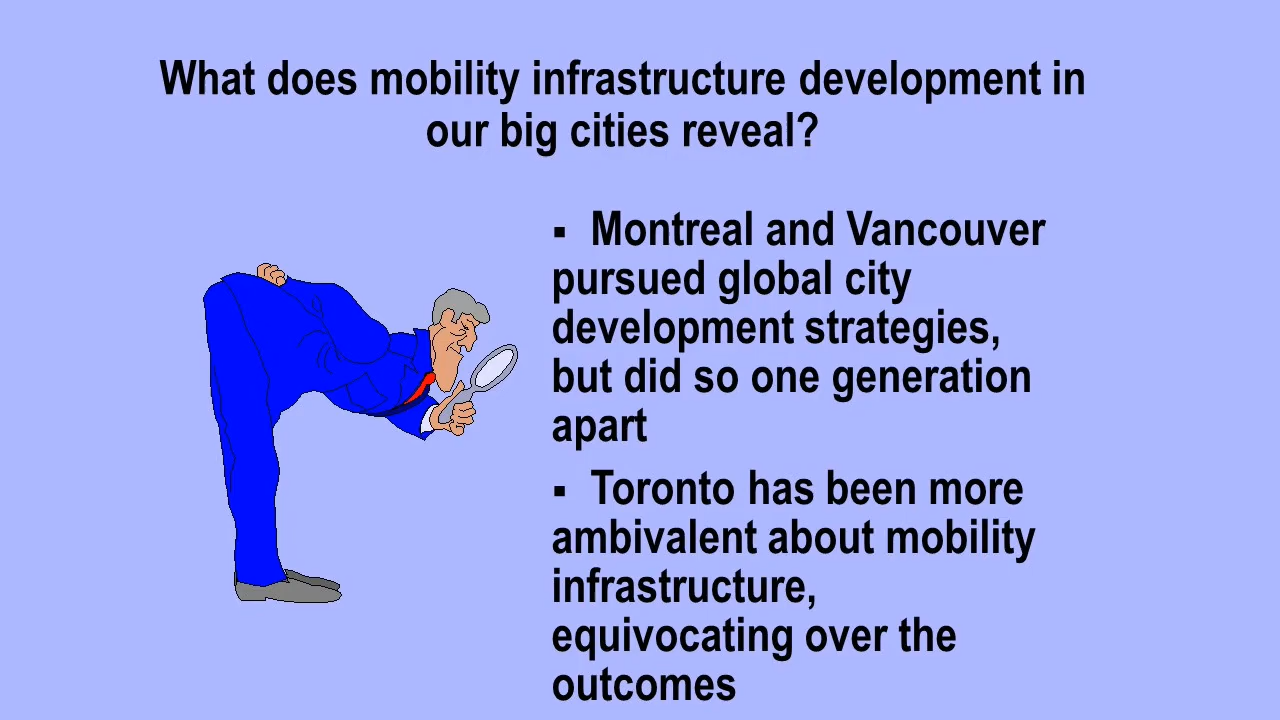 What does mobility infrastructure development in
our big cities reveal?
▪ Montreal and Vancouver
pursued global city
development strategies,
but did so one generation
apart
▪ Toronto has been more
ambivalent about mobility
infrastructure,
equivocating over the
outcomes